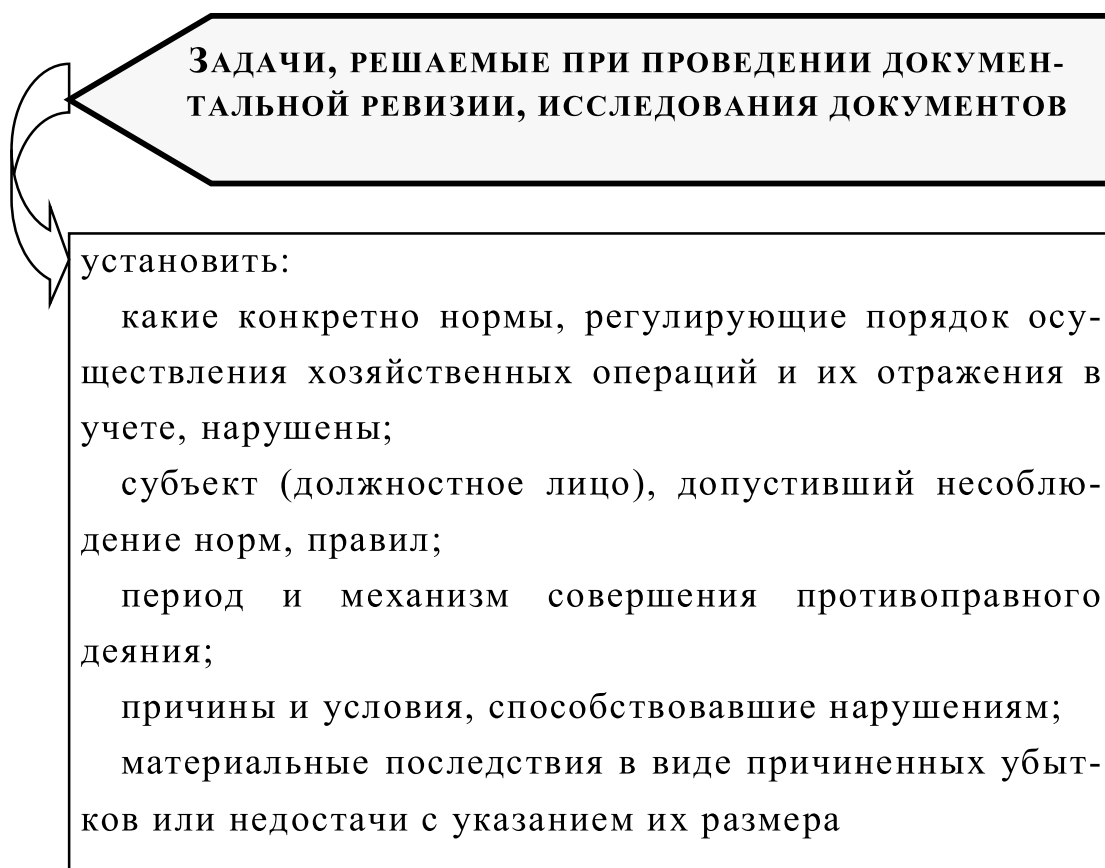 ЗАДАЧИ, РЕШАЕМЫЕ ПРИ ПРОВЕДЕНИИ ДОКУМЕН-
ТАЛЬНОЙ РЕВИЗИИ, ИССЛЕДОВАНИЯ ДОКУМЕНТОВ
установить:
какие конкретно нормы, регулирующие порядок осу-
ществления хозяйственных операций и их отражения в
учете, нарушены;
субъект (должностное лицо), допустивший несоблю-
дение норм, правил;
период и механизм совершения противоправного
деяния;
причины и условия, способствовавшие нарушениям;
материальные последствия в виде причиненных убыт-
ков или недостачи с указанием их размера